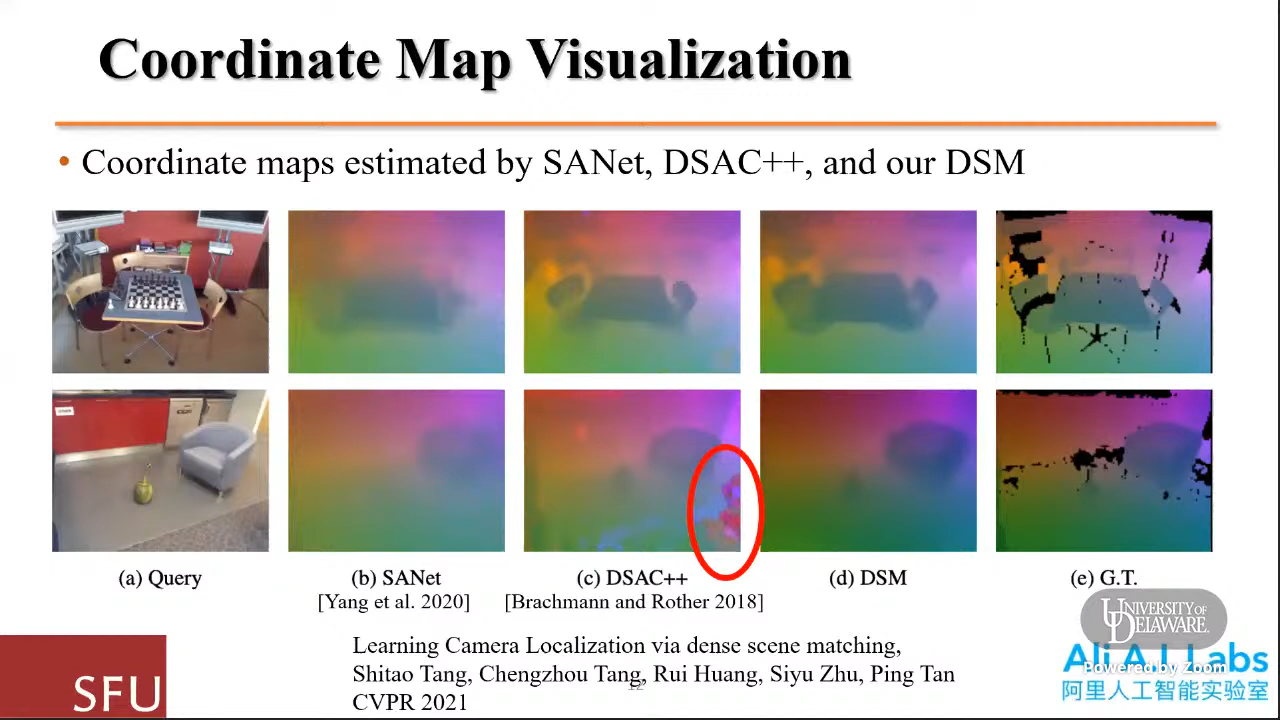 Coordinate Map Visualization
• Coordinate maps estimated by SANet, DSAC++, and our DSM
(a) Query
(b) SANet
(c) DSAC++
(d) DSM
(e) G.T.
[Yang et al. 2020]
[Brachmann and Rother 2018]
UNIVERSITY OF
DELAWARE.
Learning Camera Localization via dense scene matching,
Shitao Tang, Chengzhou Tang, Rui Huang, Siyu Zhu, Ping Tan
CVPR 2021
12
SFU
Ali A.I. Labs
Powered by Zoom
阿里人工智能实验室